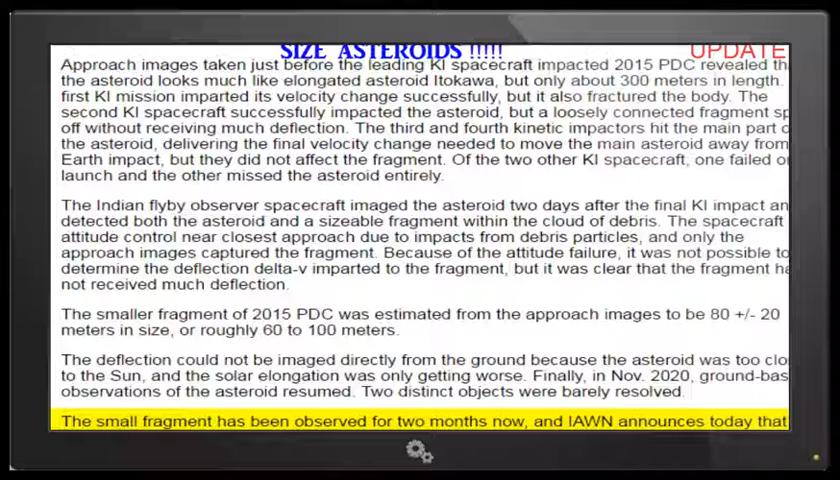 SIZE ASTEROIDS !!!!!
UPDATE
Approach images taken just before the leading KI spacecraft impacted 2015 PDC revealed
the asteroid looks much like elongated asteroid Itokawa, but only about 300 meters in length.
first KI mission imparted its velocity change successfully, but it also fractured the body. The
second KI spacecraft successfully impacted the asteroid, but a loosely connected fragment
off without receiving much deflection. The third and fourth kinetic impactors hit the main part
the asteroid, delivering the final velocity change needed to move the main asteroid away from
Earth impact, but they did not affect the fragment. Of the two other KI spacecraft, one failed
launch and the other missed the asteroid entirely.
The Indian flyby observer spacecraft imaged the asteroid two days after the final KI impact
detected both the asteroid and a sizeable fragment within the cloud of debris. The spacecraft
attitude control near closest approach due to impacts from debris particles, and only the
approach images captured the fragment. Because of the attitude failure, it was not possible to
determine the deflection delta-v imparted to the fragment, but it was clear that the fragment
not received much deflection.
The smaller fragment of 2015 PDC was estimated from the approach images to be 80 +/- 20
meters in size, or roughly 60 to 100 meters.
The deflection could not be imaged directly from the ground because the asteroid was too
to the Sun, and the solar elongation was only getting worse. Finally, in Nov. 2020,
observations of the asteroid resumed. Two distinct objects were barely resolved.
The small fragment has been observed for two months now, and IAWN announces today that